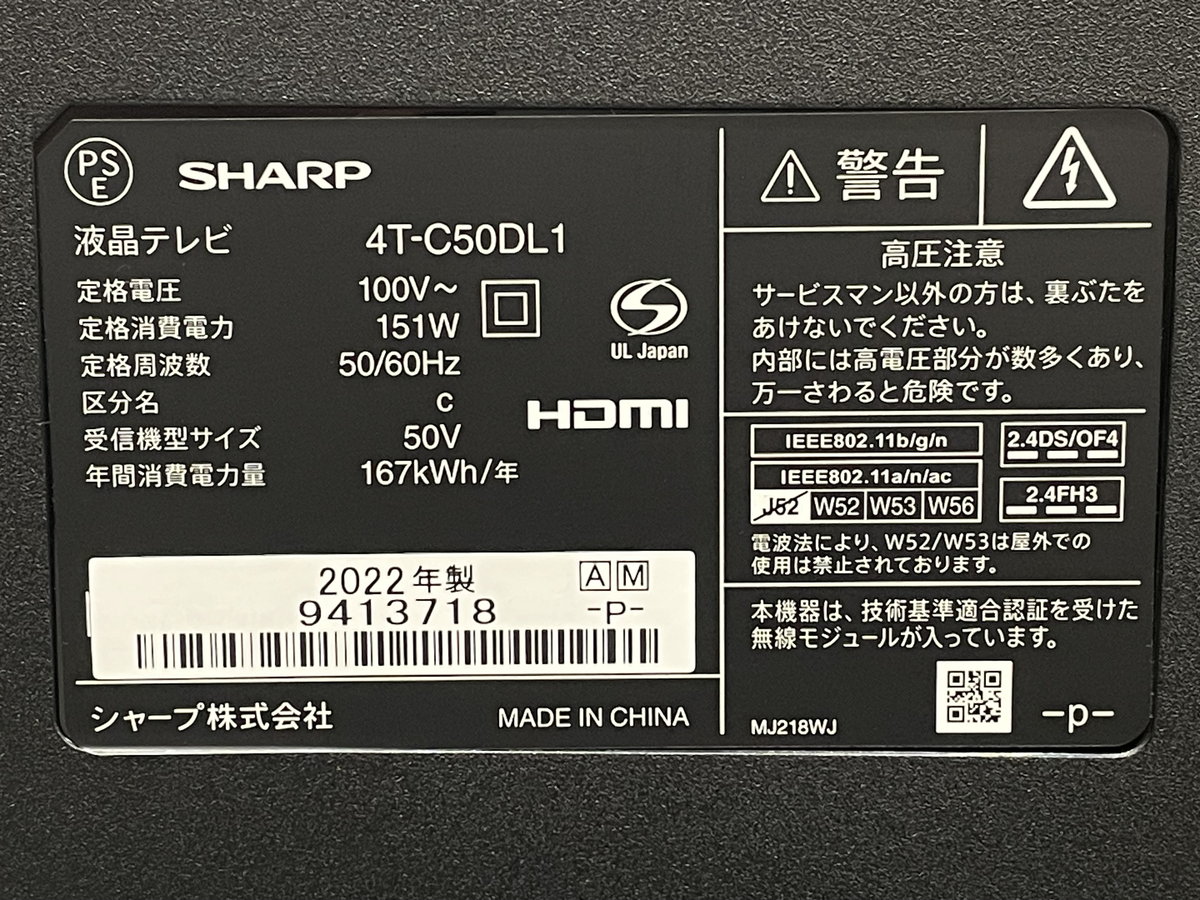 PS
E
SHARP
液晶テレビ 4T-C50DL1
定格電圧 100V～
定格消費電力 151W
定格周波数 50/60Hz
区分名 C
受信機型サイズ 50V
年間消費電力量 167kWh/年
UL Japan
HDMI
2022年製 A M
9413718 -P-
シャープ株式会社 MADE IN CHINA
警告
高圧注意
サービスマン以外の方は、裏ぶたを
あけないでください。
内部には高電圧部分が数多くあり、
万一さわると危険です。
IEEE802.11b/g/n
IEEE802.11a/n/ac
J52 W52 W53 W56
2.4DS/OF4
2.4FH3
電波法により、W52/W53は屋外での
使用は禁止されております。
本機器は、技術基準適合認証を受けた
無線モジュールが入っています。
MJ218WJ -p-